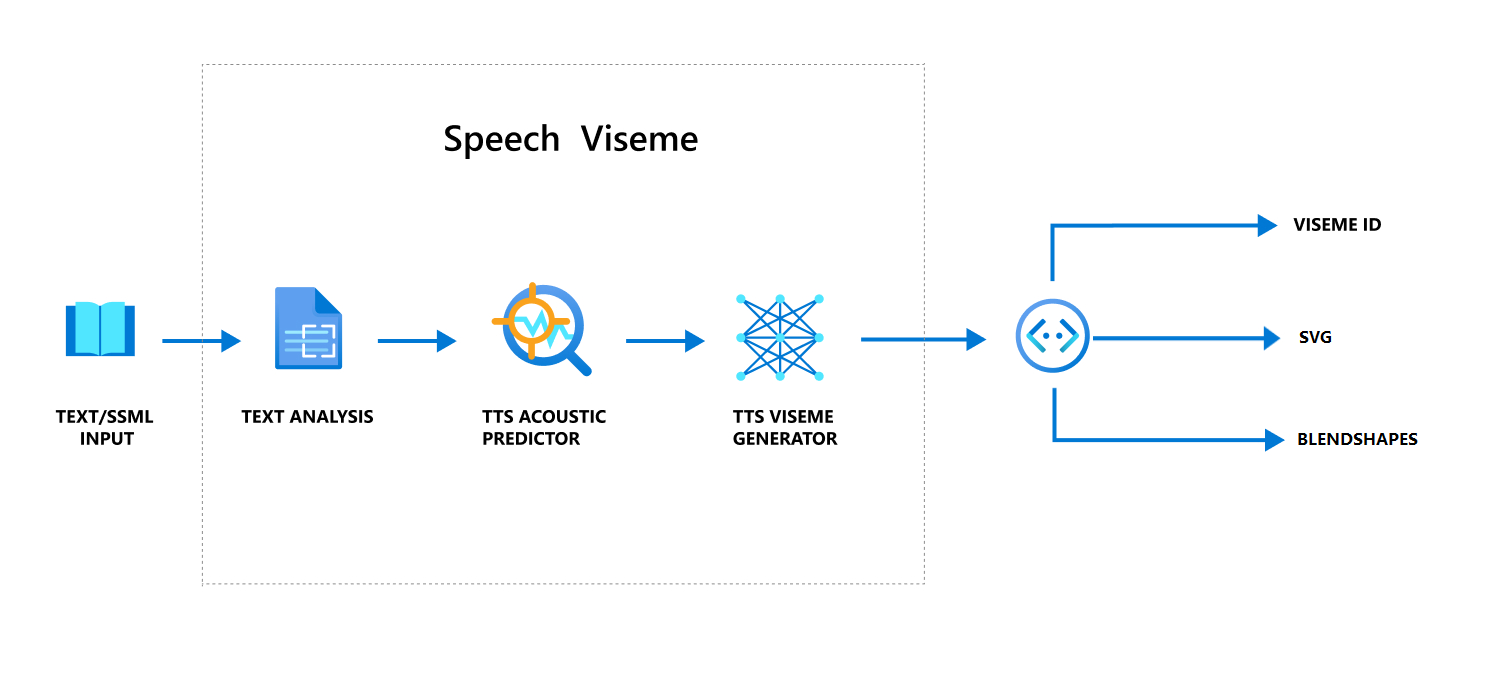 Speech Viseme
TEXT/SSML
INPUT
TEXT ANALYSIS
TTS ACOUSTIC
PREDICTOR
TTS VISEME
GENERATOR
VISEME ID
SVG
BLENDSHAPES